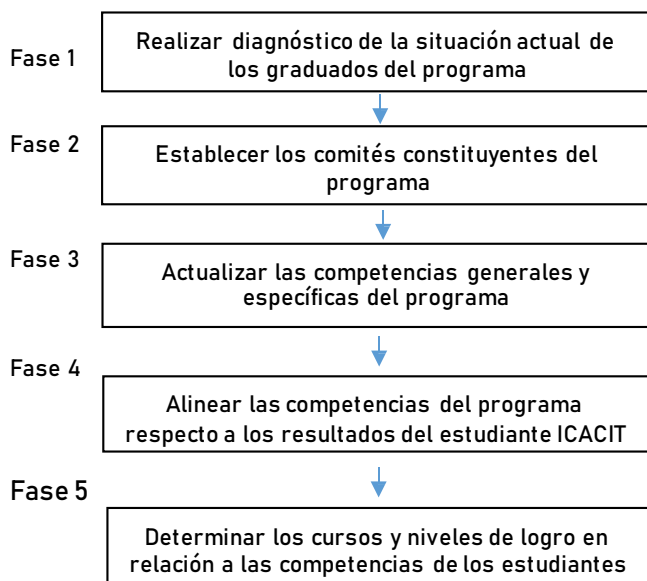 Fase 1
Realizar diagnóstico de la situación actual de
los graduados del programa
Fase 2
Establecer los comités constituyentes del
programa
Fase 3
Actualizar las competencias generales y
específicas del programa
Fase 4
Alinear las competencias del programa
respecto a los resultados del estudiante ICACIT
Fase 5
Determinar los cursos y niveles de logro en
relación a las competencias de los estudiantes